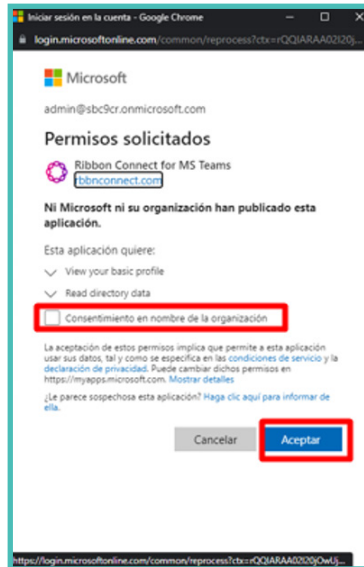 Iniciar sesión en la cuenta - Google Chrome
login.microsoftonline.com/common/reprocess?ctx=rQQIARAA02I20j...
Microsoft
admin@sbc9cr.onmicrosoft.com
Permisos solicitados
Ribbon Connect for MS Teams
rbbnconnect.com
Ni Microsoft ni su organización han publicado esta
aplicación.
Esta aplicación quiere:
View your basic profile
Read directory data
Consentimiento en nombre de la organización
La aceptación de estos permisos implica que permite a esta aplicación
usar sus datos, tal y como se especifica en las condiciones de servicio y la
declaración de privacidad. Puede cambiar dichos permisos en
https://myapps.microsoft.com. Mostrar detalles
¿Le parece sospechosa esta aplicación? Haga clic aquí para informar de
ella.
Cancelar
Aceptar
https://login.microsoftonline.com/common/reprocess?ctx=rQQIARAA02I20jOwUj...